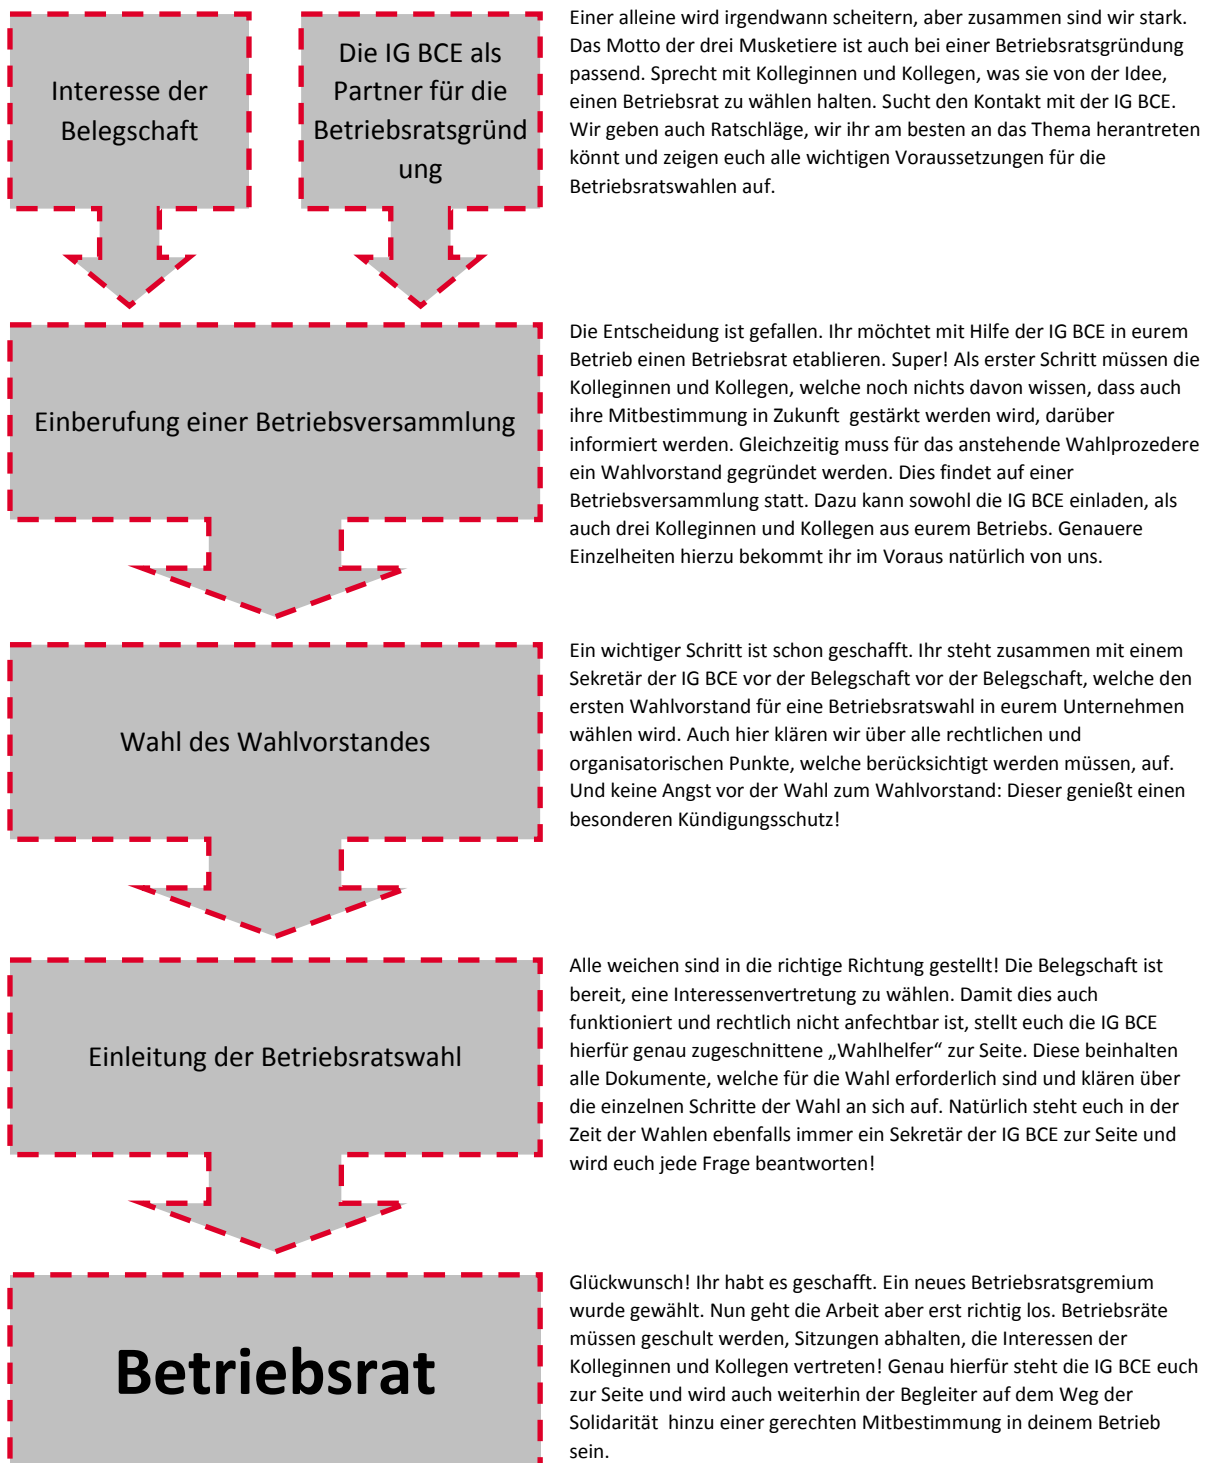 Interesse der
Belegschaft
Die IG BCE als
Partner für die
Betriebsratsgründ
ung
Einer alleine wird irgendwann scheitern, aber zusammen sind wir stark.
Das Motto der drei Musketiere ist auch bei einer Betriebsratsgründung
passend. Sprecht mit Kolleginnen und Kollegen, was sie von der Idee,
einen Betriebsrat zu wählen halten. Sucht den Kontakt mit der IG BCE.
Wir geben auch Ratschläge, wir ihr am besten an das Thema herantreten
könnt und zeigen euch alle wichtigen Voraussetzungen für die
Betriebsratswahlen auf.
Einberufung einer Betriebsversammlung
Die Entscheidung ist gefallen. Ihr möchtet mit Hilfe der IG BCE in eurem
Betrieb einen Betriebsrat etablieren. Super! Als erster Schritt müssen die
Kolleginnen und Kollegen, welche noch nichts davon wissen, dass auch
ihre Mitbestimmung in Zukunft  gestärkt werden wird, darüber
informiert werden. Gleichzeitig muss für das anstehende Wahlprozedere
ein Wahlvorstand gegründet werden. Dies findet auf einer
Betriebsversammlung statt. Dazu kann sowohl die IG BCE einladen, als
auch drei Kolleginnen und Kollegen aus eurem Betriebs. Genauere
Einzelheiten hierzu bekommt ihr im Voraus natürlich von uns.
Wahl des Wahlvorstandes
Ein wichtiger Schritt ist schon geschafft. Ihr steht zusammen mit einem
Sekretär der IG BCE vor der Belegschaft vor der Belegschaft, welche den
ersten Wahlvorstand für eine Betriebsratswahl in eurem Unternehmen
wählen wird. Auch hier klären wir über alle rechtlichen und
organisatorischen Punkte, welche berücksichtigt werden müssen, auf.
Und keine Angst vor der Wahl zum Wahlvorstand: Dieser genießt einen
besonderen Kündigungsschutz!
Einleitung der Betriebsratswahl
Alle weichen sind in die richtige Richtung gestellt! Die Belegschaft ist
bereit, eine Interessenvertretung zu wählen. Damit dies auch
funktioniert und rechtlich nicht anfechtbar ist, stellt euch die IG BCE
hierfür genau zugeschnittene „Wahlhelfer“ zur Seite. Diese beinhalten
alle Dokumente, welche für die Wahl erforderlich sind und klären über
die einzelnen Schritte der Wahl an sich auf. Natürlich steht euch in der
Zeit der Wahlen ebenfalls immer ein Sekretär der IG BCE zur Seite und
wird euch jede Frage beantworten!
Betriebsrat
Glückwunsch! Ihr habt es geschafft. Ein neues Betriebsratsgremium
wurde gewählt. Nun geht die Arbeit aber erst richtig los. Betriebsräte
müssen geschult werden, Sitzungen abhalten, die Interessen der
Kolleginnen und Kollegen vertreten! Genau hierfür steht die IG BCE euch
zur Seite und wird auch weiterhin der Begleiter auf dem Weg der
Solidarität  hinzu einer gerechten Mitbestimmung in deinem Betrieb
sein.